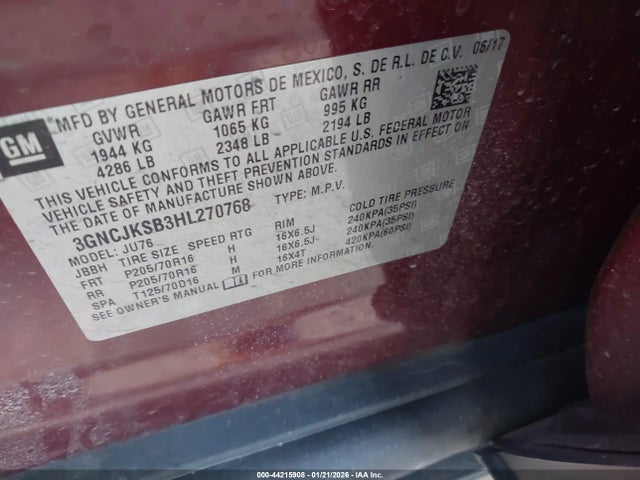 GM
*MFD BY GENERAL MOTORS DE MEXICO, S. DE R.L. DE C.V. 06/17
GVWR GAWR FRT GAWR RR
1944 KG 1065 KG 995 KG
4286 LB 2348 LB 2194 LB
THIS VEHICLE CONFORMS TO ALL APPLICABLE U.S. FEDERAL MOTOR
VEHICLE SAFETY AND THEFT PREVENTION STANDARDS IN EFFECT ON
THE DATE OF MANUFACTURE SHOWN ABOVE.
3GNCJKSB3HL270768 TYPE: M.P.V.
MODEL: JU76
JBBH TIRE SIZE SPEED RTG RIM COLD TIRE PRESSURE
FRT P205/70R16 H 16X6.5J 240KPA(35PSI)
RR P205/70R16 H 16X6.5J 240KPA(35PSI)
SPA T125/70D16 M 16X4T 420KPA(60PSI)
SEE OWNER'S MANUAL FOR MORE INFORMATION.
000-44215908 - 01/21/2026 - IAA Inc.